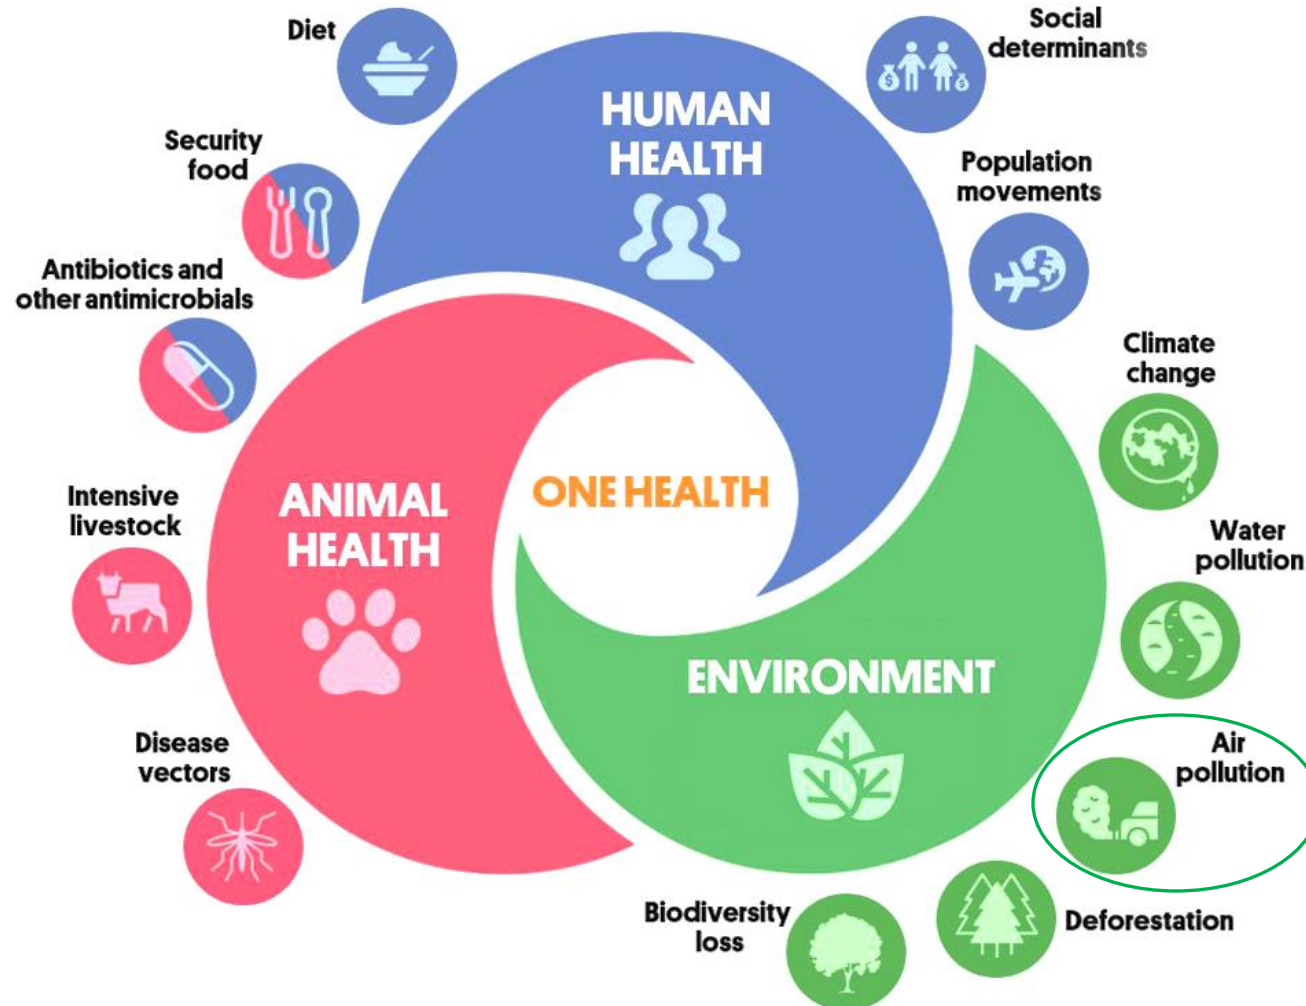 Diet
Social
determinants
HUMAN
HEALTH
Security
food
Population
movements
Antibiotics and
other antimicrobials
Climate
change
ONE HEALTH
ANIMAL
HEALTH
Intensive
livestock
Water
pollution
ENVIRONMENT
Disease
vectors
Air
pollution
Biodiversity
loss
Deforestation